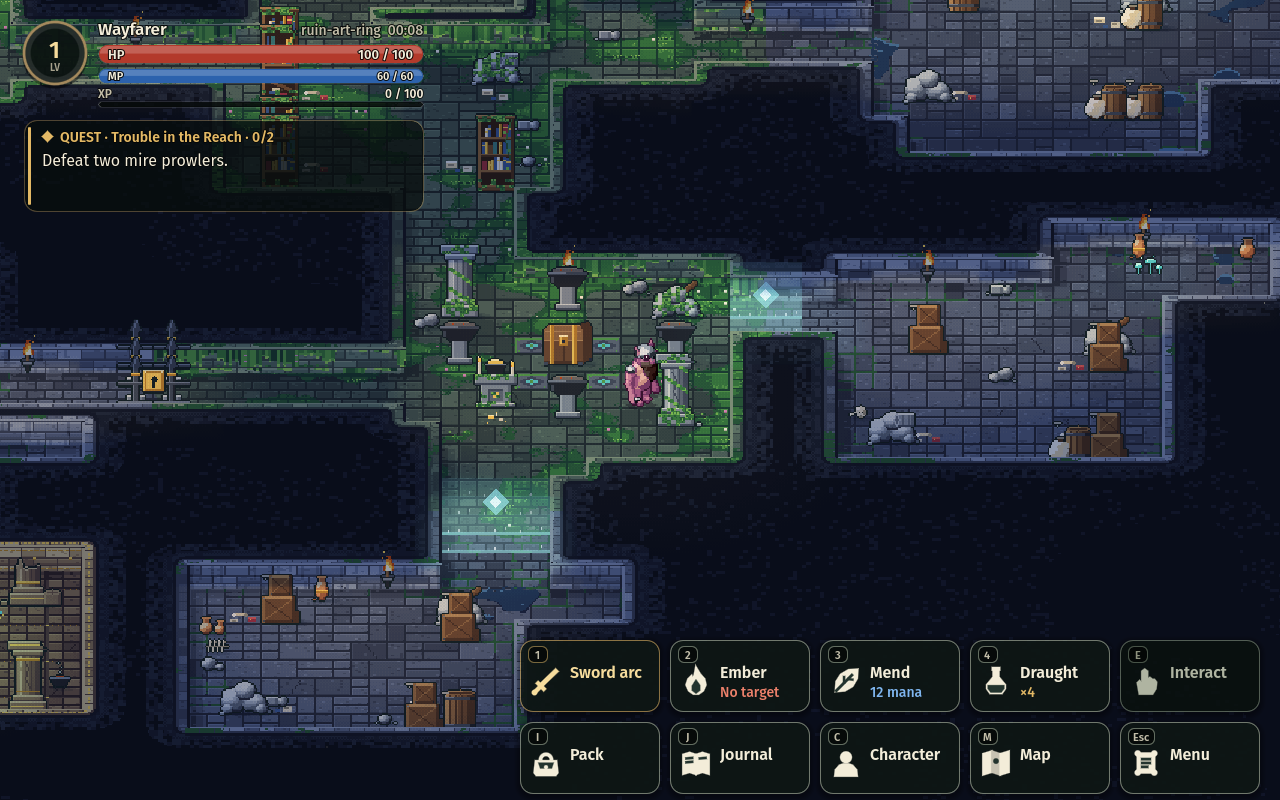 Wayfarer
ruin-art-ring 00:08
1
LV
HP 100 / 100
MP 60 / 60
XP 0 / 100
◆ QUEST · Trouble in the Reach · 0/2
Defeat two mire prowlers.
1 Sword arc
2 Ember
No target
3 Mend
12 mana
4 Draught
×4
E Interact
I Pack
J Journal
C Character
M Map
Esc Menu